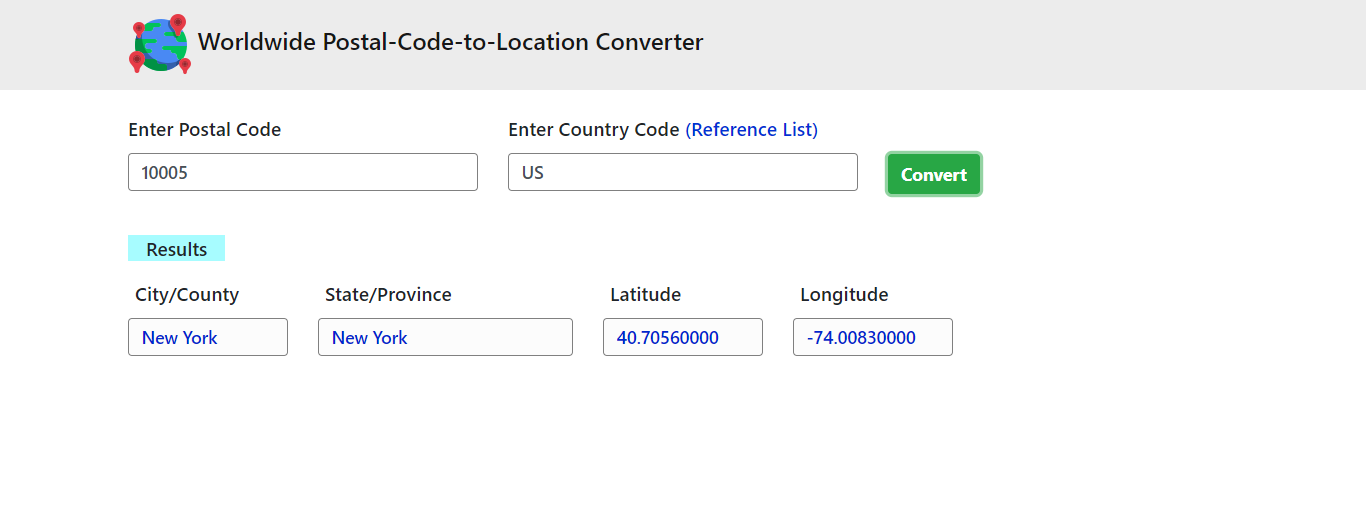 Worldwide Postal-Code-to-Location Converter
Enter Postal Code Enter Country Code (Reference List)
10005 US Convert
Results
City/County State/Province Latitude Longitude
New York New York 40.70560000 -74.00830000